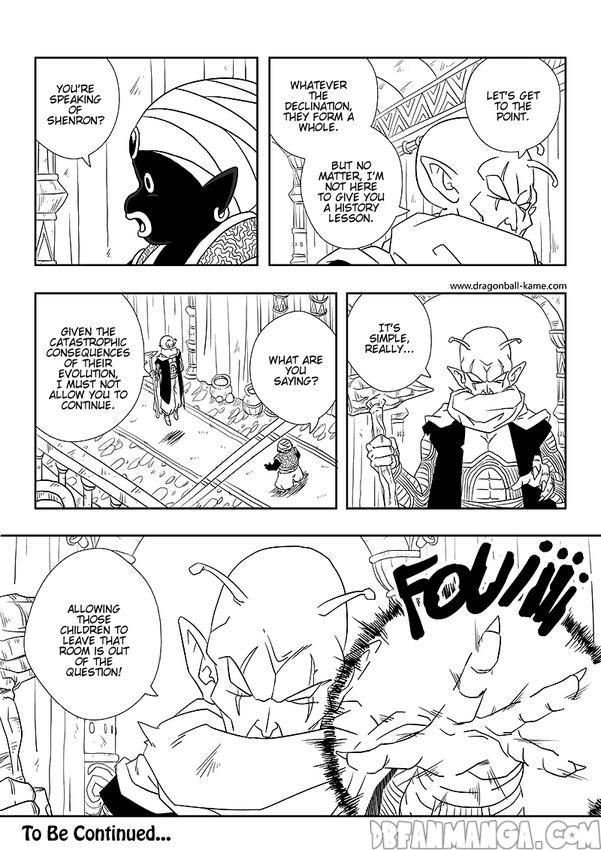 YOU'RE
SPEAKING
OF
SHENRON?
WHATEVER
THE
DECLINATION,
THEY FORM A
WHOLE.
BUT NO
MATTER, I'M
NOT HERE
TO GIVE YOU
A HISTORY
LESSON.
LET'S GET
TO THE
POINT.
www.dragonball-kame.com
GIVEN THE
CATASTROPHIC
CONSEQUENCES
OF THEIR
EVOLUTION,
I MUST NOT
ALLOW YOU TO
CONTINUE.
WHAT ARE
YOU
SAYING?
IT'S
SIMPLE,
REALLY...
ALLOWING
THOSE
CHILDREN TO
LEAVE THAT
ROOM IS OUT
OF THE
QUESTION!
FOUiiii
To Be Continued...
DBFANMANGA.COM